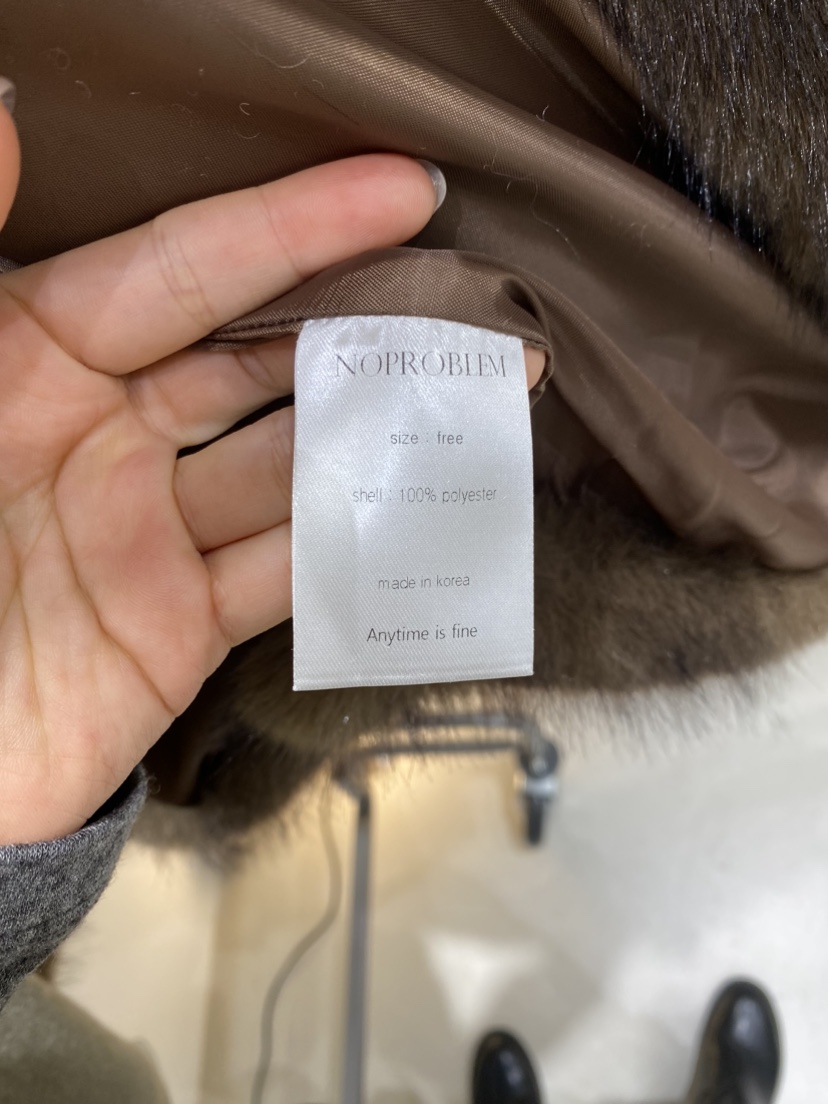 NOPROBLEM
size : free
shell : 100% polyester
made in korea
Anytime is fine